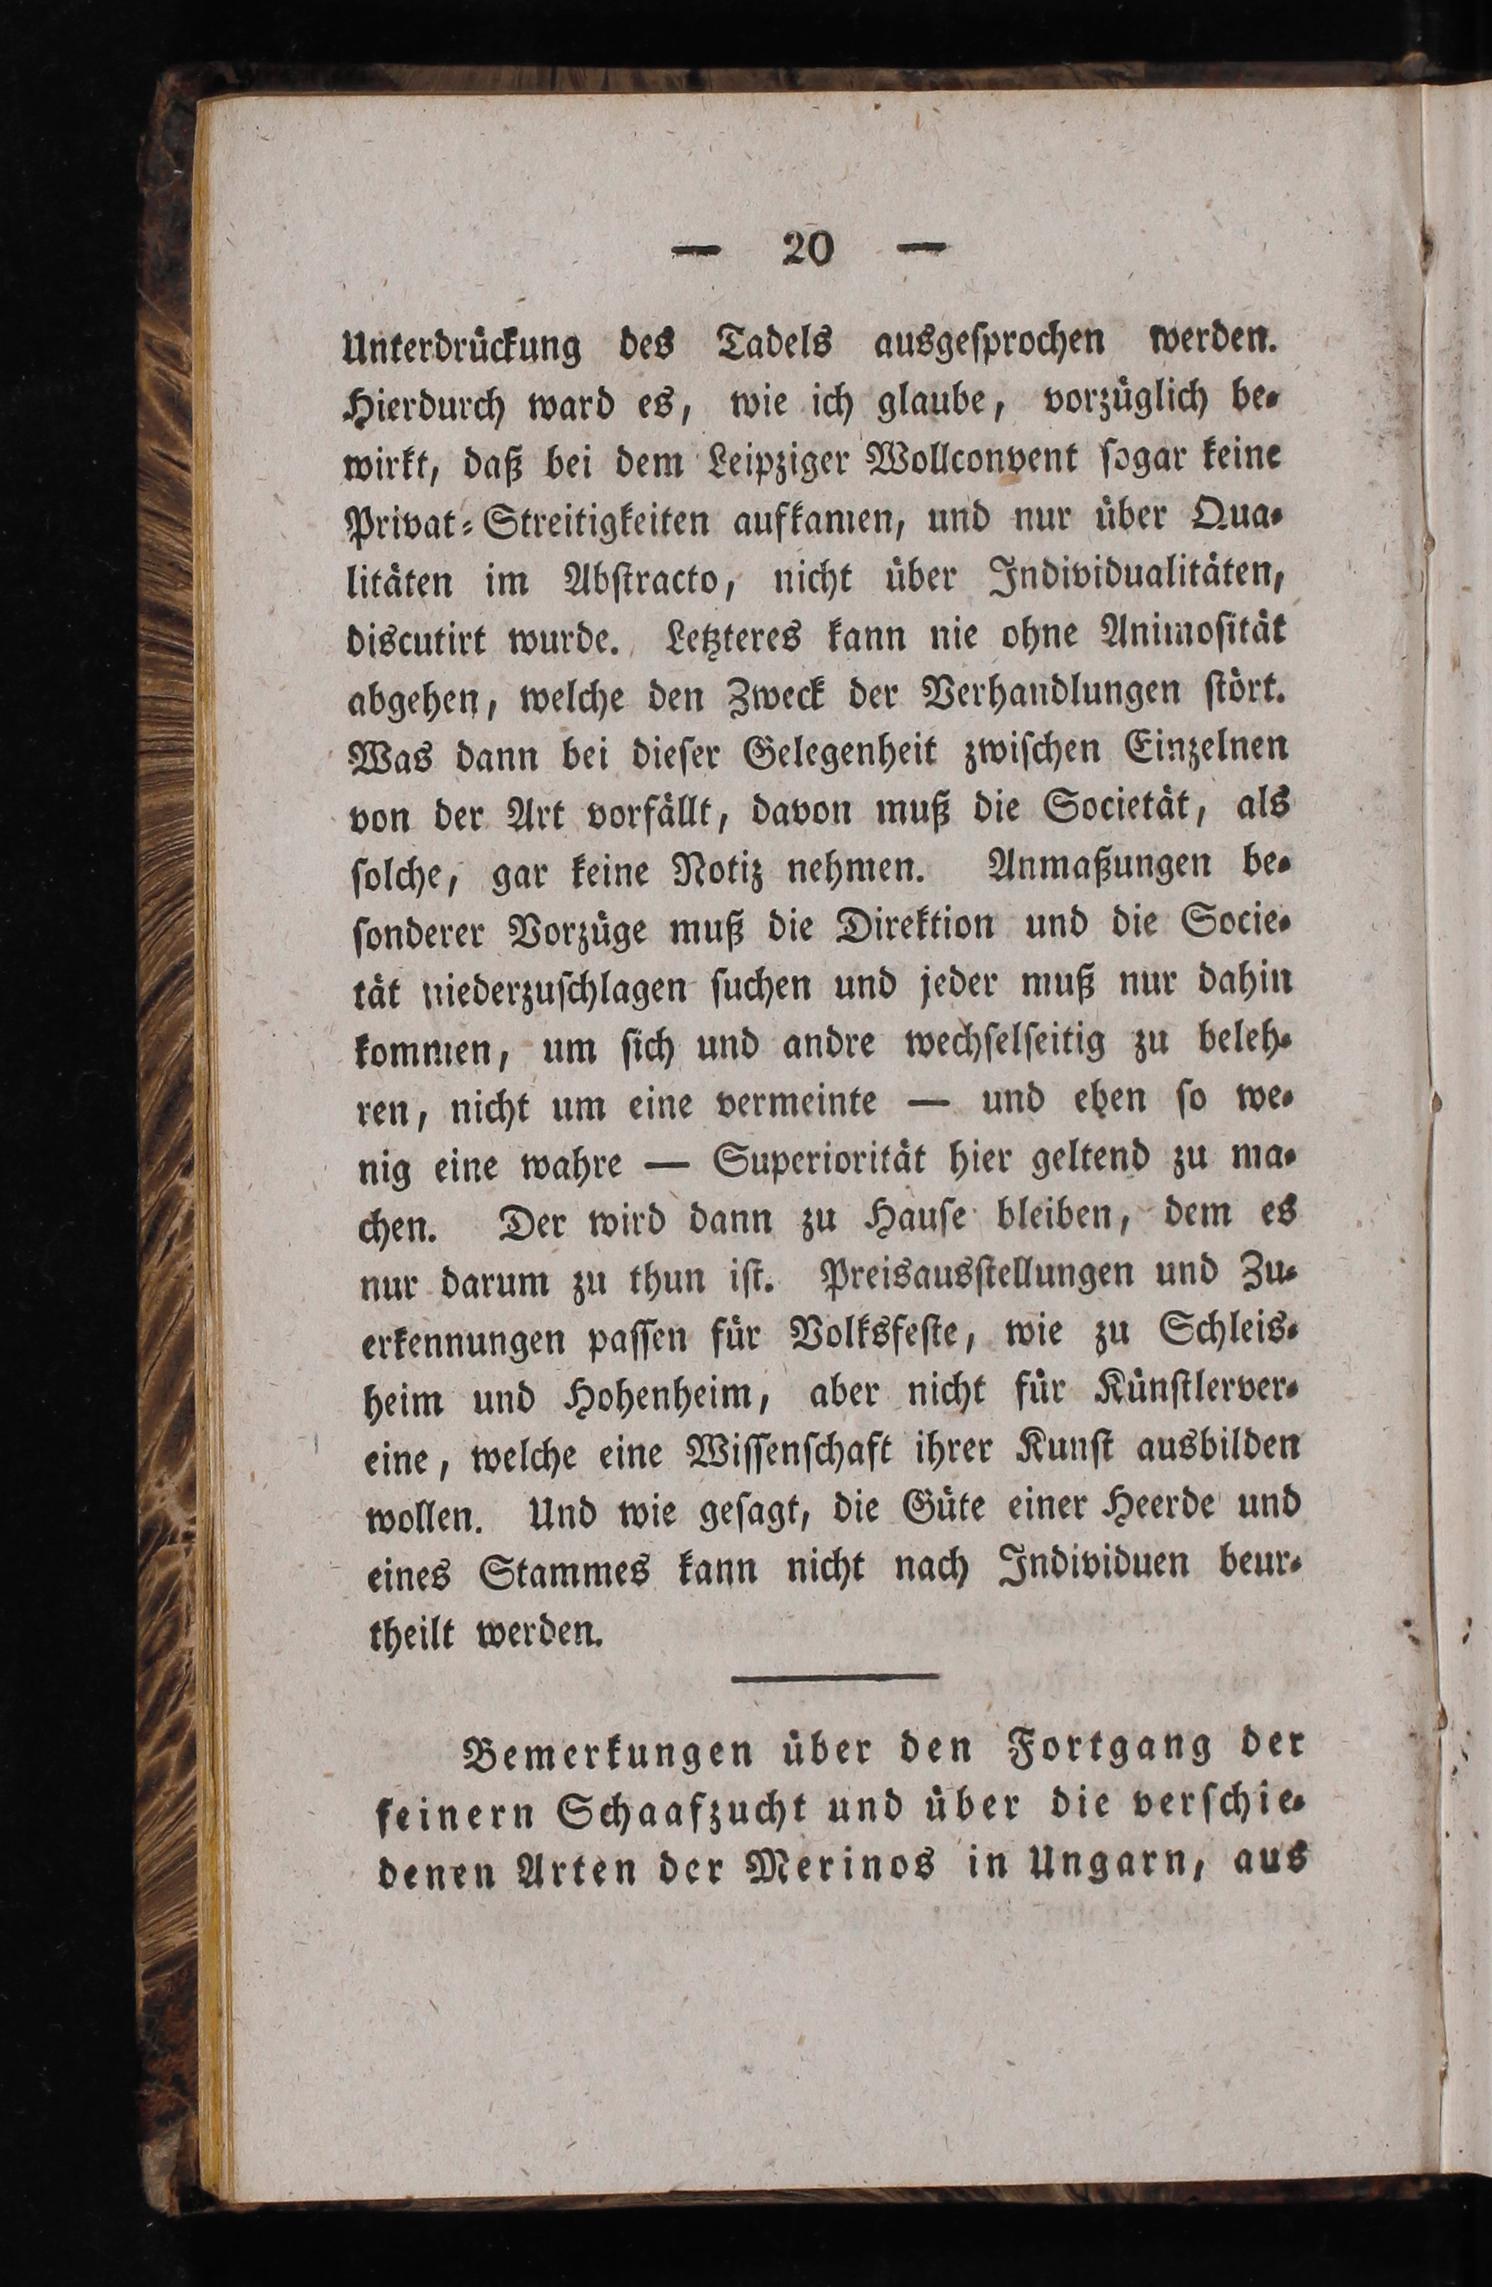 — 20 —
Unterdrückung des Tadels ausgesprochen werden.
Hierdurch ward es, wie ich glaube, vorzüglich be-
wirkt, daß bei dem Leipziger Wollconvent sogar keine
Privat-Streitigkeiten aufkamen, und nur über Qua-
litäten im Abstracto, nicht über Individualitäten,
discutirt wurde. Letzteres kann nie ohne Animosität
abgehen, welche den Zweck der Verhandlungen stört.
Was dann bei dieser Gelegenheit zwischen Einzelnen
von der Art vorfällt, davon muß die Societät, als
solche, gar keine Notiz nehmen. Anmaßungen be-
sonderer Vorzüge muß die Direktion und die Socie-
tät niederzuschlagen suchen und jeder muß nur dahin
kommen, um sich und andre wechselseitig zu beleh-
ren, nicht um eine vermeinte — und eben so we-
nig eine wahre — Superiorität hier geltend zu ma-
chen. Der wird dann zu Hause bleiben, dem es
nur darum zu thun ist. Preisausstellungen und Zu-
erkennungen passen für Volksfeste, wie zu Schleis-
heim und Hohenheim, aber nicht für Künstlerver-
eine, welche eine Wissenschaft ihrer Kunst ausbilden
wollen. Und wie gesagt, die Güte einer Heerde und
eines Stammes kann nicht nach Individuen beur-
theilt werden.
Bemerkungen über den Fortgang der
feinern Schaafzucht und über die verschie-
denen Arten der Merinos in Ungarn, aus